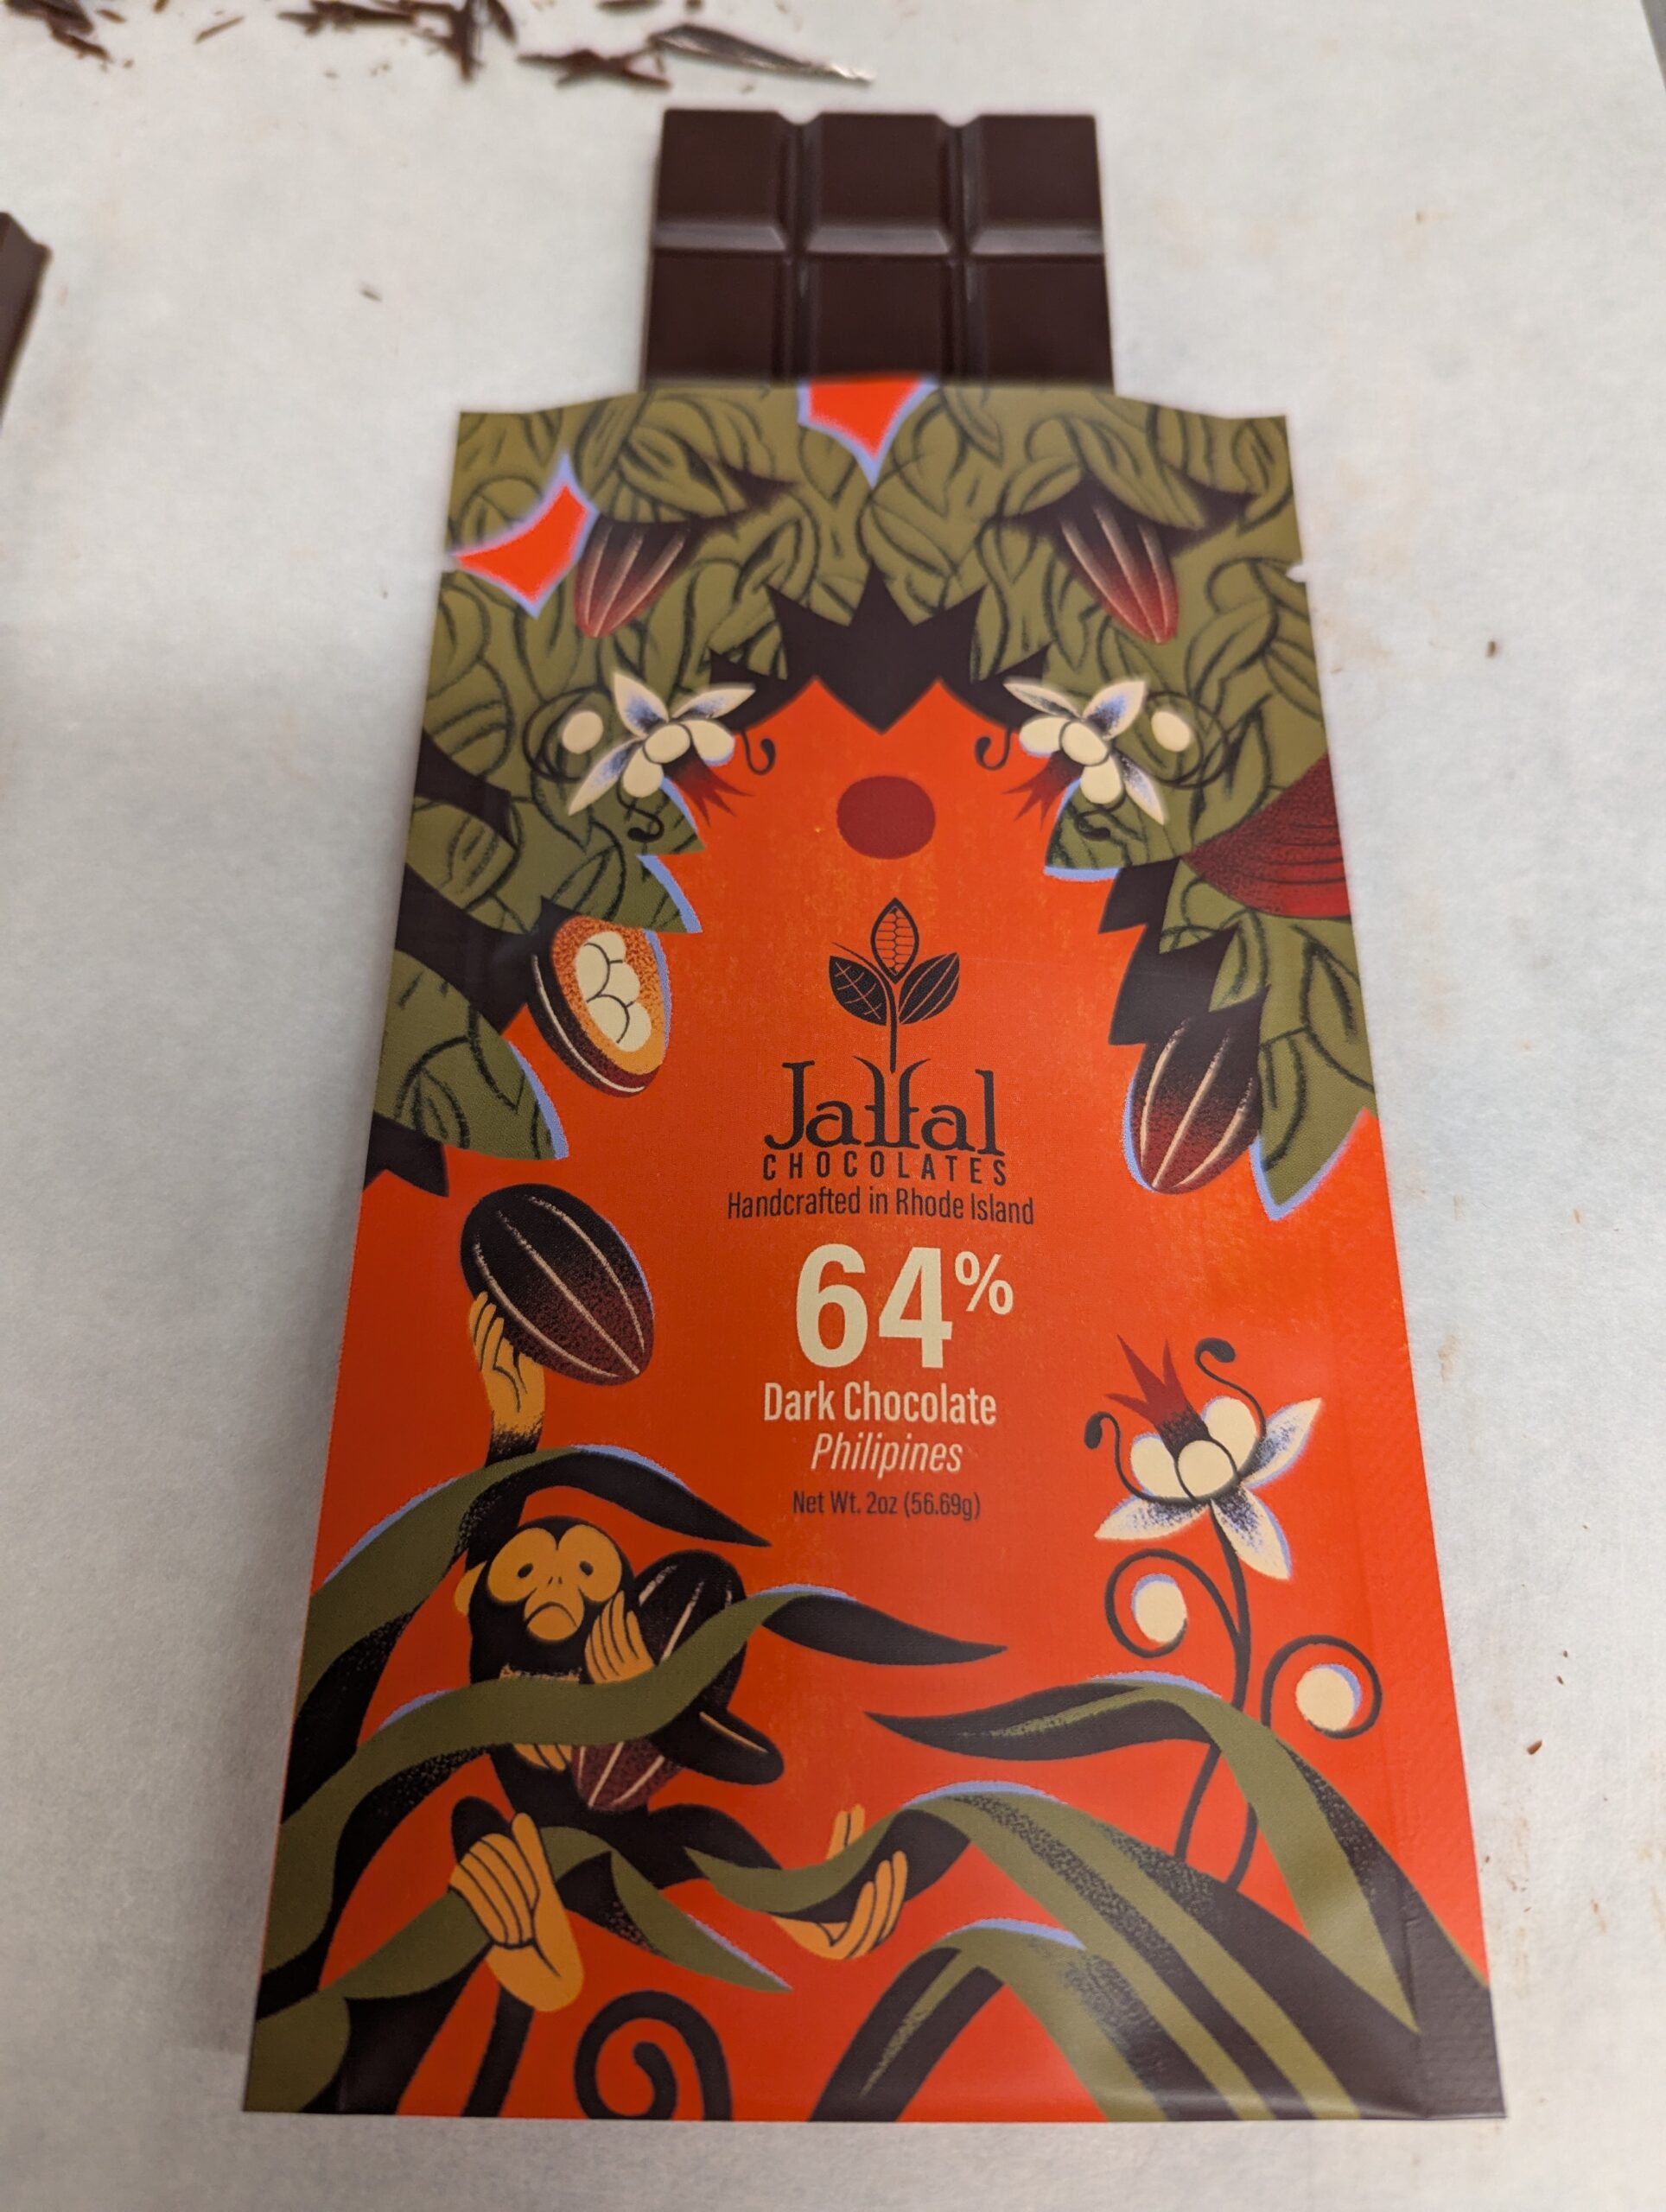 Jaffal
CHOCOLATES
Handcrafted in Rhode Island
64%
Dark Chocolate
Philipines
Net Wt. 2oz (56.69g)